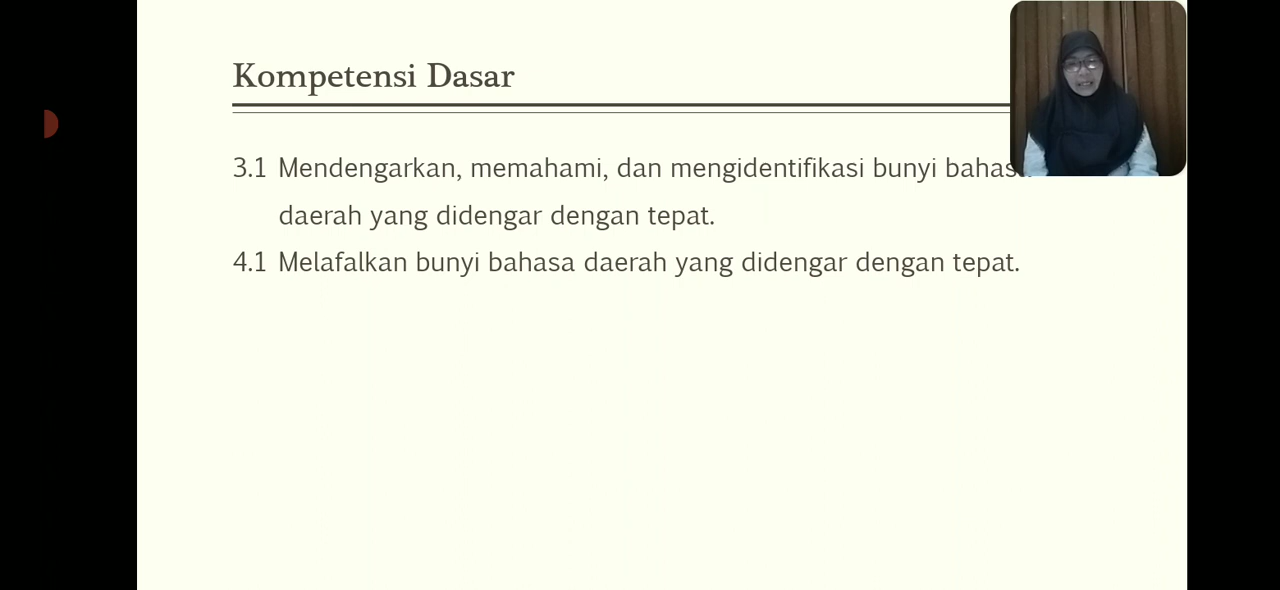 Kompetensi Dasar
3.1 Mendengarkan, memahami, dan mengidentifikasi bunyi bahasa
daerah yang didengar dengan tepat.
4.1 Melafalkan bunyi bahasa daerah yang didengar dengan tepat.